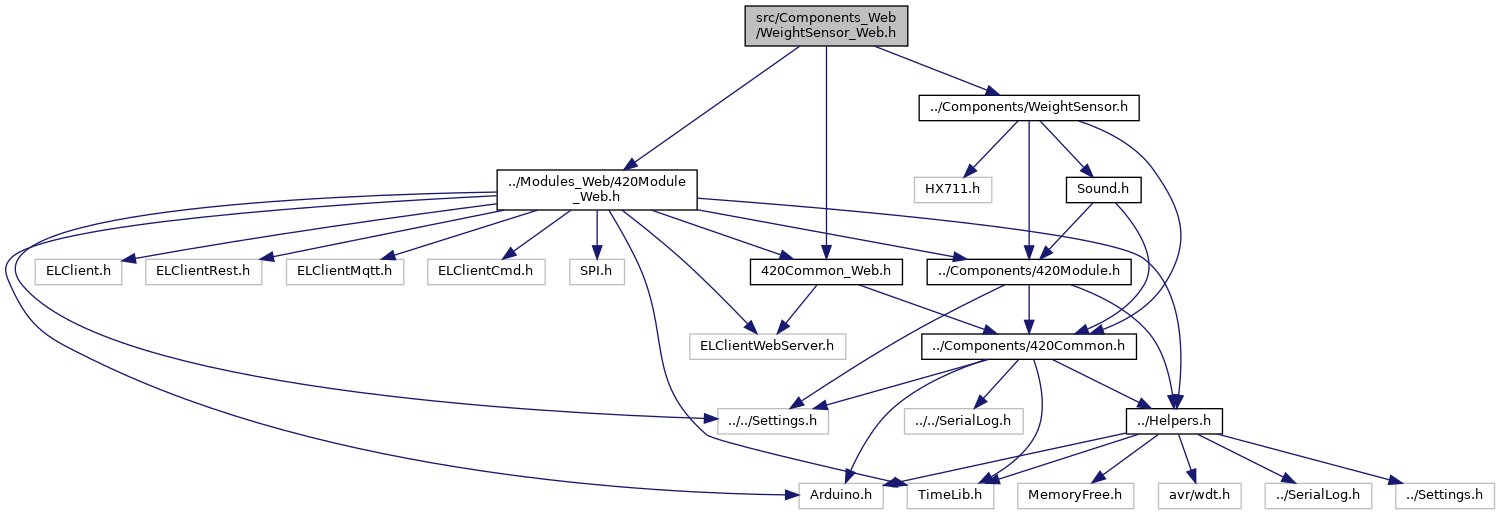 src/Components_Web
/WeightSensor_Web.h
../Components/WeightSensor.h
../Modules_Web/420Module
_Web.h
HX711.h
Sound.h
ELClient.h
ELClientRest.h
ELClientMqtt.h
ELClientCmd.h
SPI.h
420Common_Web.h
../Components/420Module.h
ELClientWebServer.h
../Components/420Common.h
../../Settings.h
../../SerialLog.h
../Helpers.h
Arduino.h
TimeLib.h
MemoryFree.h
avr/wdt.h
../SerialLog.h
../Settings.h